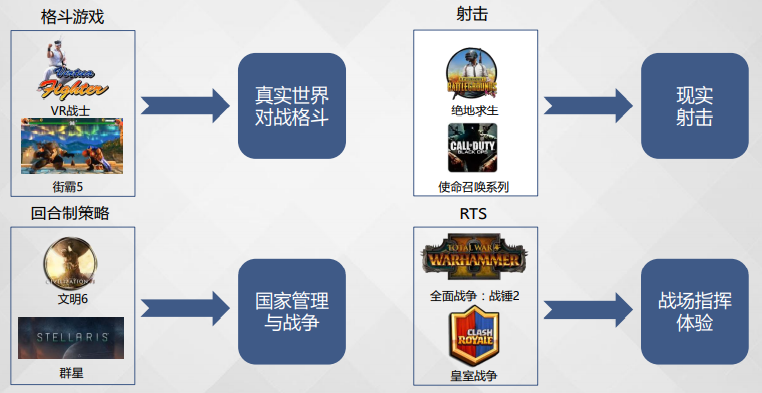 格斗游戏
Virtua
Fighter
VR战士
街霸5
真实世界
对战格斗
射击
BATTLEGROUNDS
绝地求生
CALL OF DUTY
BLACK OPS
使命召唤系列
现实
射击
回合制策略
CIVILIZATION
文明6
STELLARIS
群星
国家管理
与战争
RTS
TOTAL WAR
WARHAMMER
II
全面战争：战锤2
CLASH
ROYALE
皇室战争
战场指挥
体验